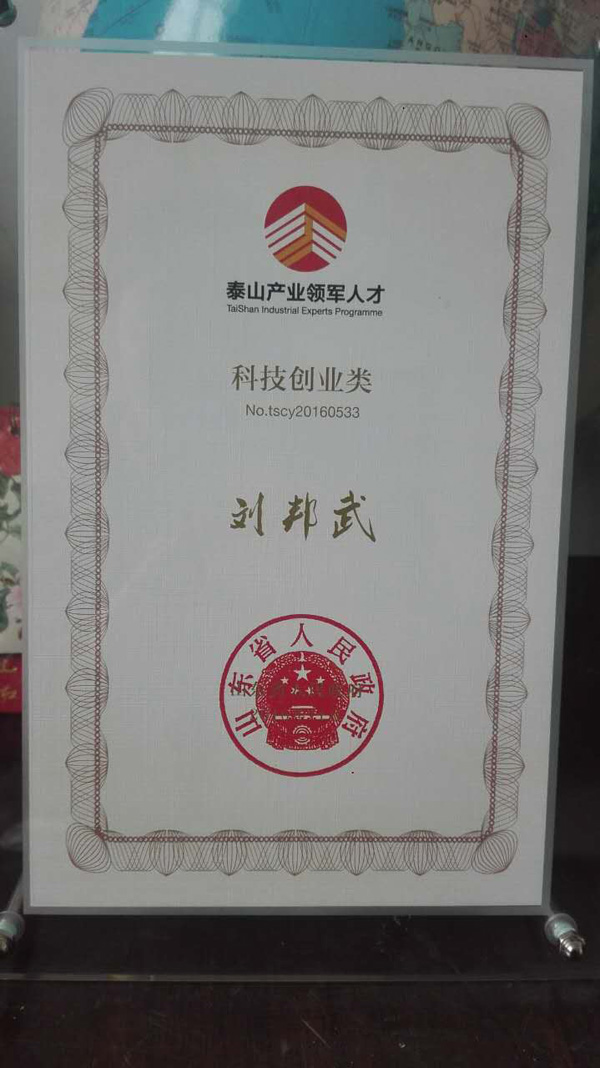 泰山产业领军人才
TaiShan Industrial Experts Programme
科技创业类
No.tscy20160533
刘邦武
山东省人民政府